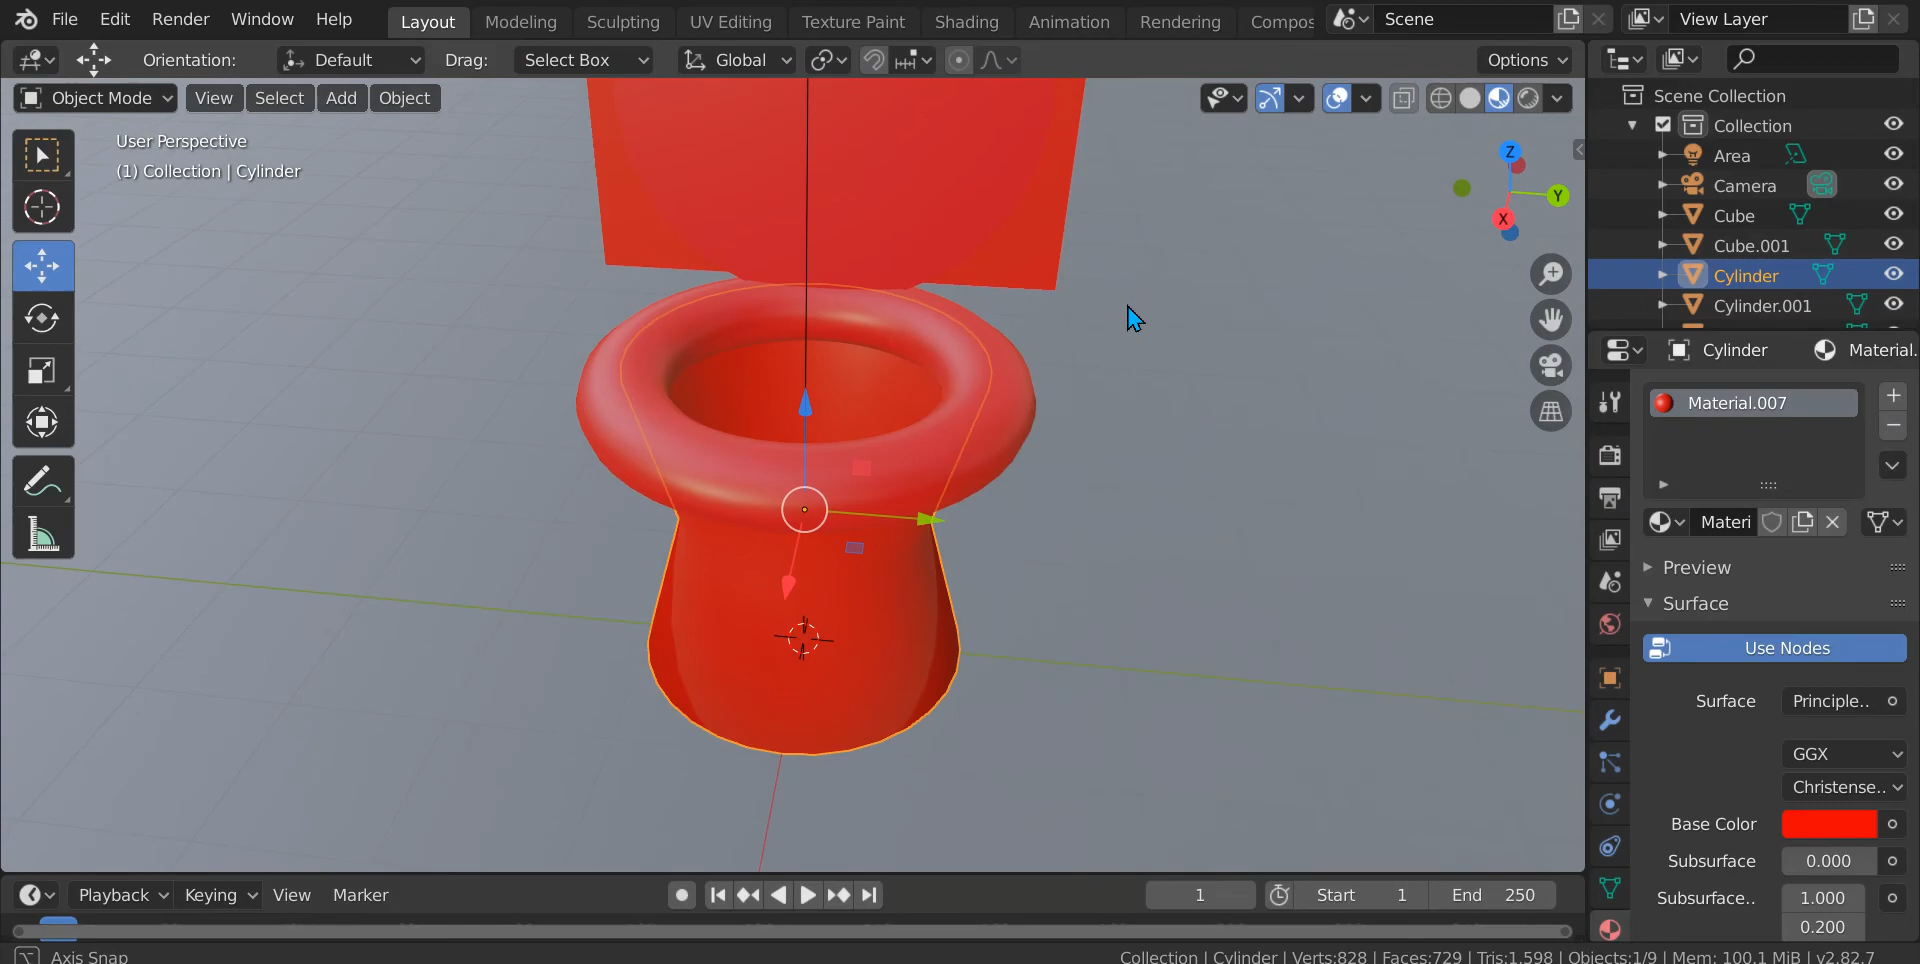 File Edit Render Window Help Layout Modeling Sculpting UV Editing Texture Paint Shading Animation Rendering Compos Scene View Layer
Orientation: Default Drag: Select Box Global Options
Object Mode View Select Add Object
User Perspective
(1) Collection | Cylinder
Z
Y
X
Scene Collection
Collection
Area
Camera
Cube
Cube.001
Cylinder
Cylinder.001
Cylinder Material.
Material.007
Materi
Preview
Surface
Use Nodes
Surface Principle..
GGX
Christense..
Base Color
Subsurface 0.000
Subsurface.. 1.000
0.200
Playback Keying View Marker 1 Start 1 End 250
Axis Snap
Collection | Cylinder | Verts:828 | Faces:729 | Tris:1,598 | Objects:1/9 | Mem: 100.1 MiB | v2.82.7